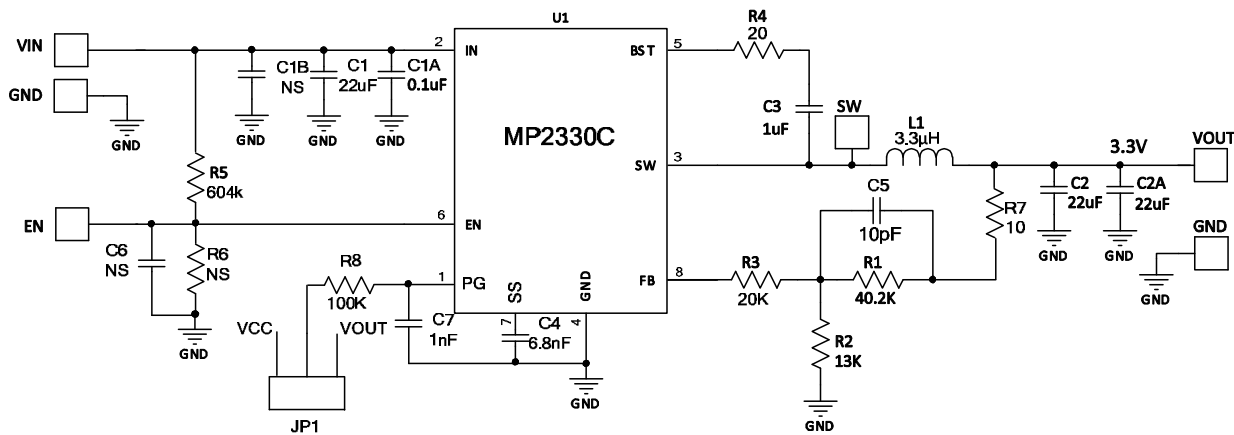 U1
VIN
GND
GND
C1B
NS
GND
C1
22uF
GND
C1A
0.1uF
GND
2
IN
MP2330C
BST
5
R4
20
C3
1uF
SW
SW
3
L1
3.3µH
3.3V
VOUT
R5
604k
EN
6
EN
C6
NS
R6
NS
GND
R8
100K
1
PG
C7
1nF
SS
7
C4
6.8nF
GND
4
GND
VCC
VOUT
JP1
FB
8
R3
20K
C5
10pF
R1
40.2K
R2
13K
GND
R7
10
C2
22uF
GND
C2A
22uF
GND
GND
GND